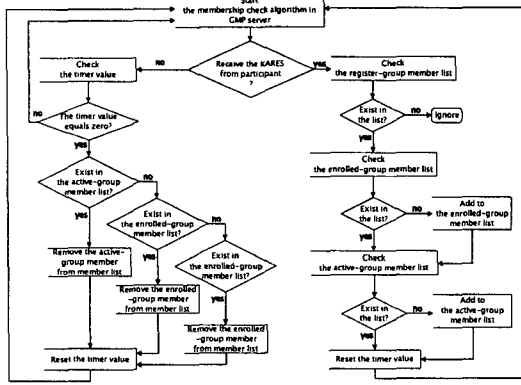 Start
the membership check algorithm in
GMP server
Check
the timer value
no
Receive the KARES
from participant
?
yes
Check
the register-group member list
no
The timer value
equals zero?
yes
Exist in
the list?
no
ignore
yes
Check
the enrolled-group member list
Exist in
the active-group
member list?
no
yes
Exist in
the enrolled-group
member list?
no
yes
Exist in
the enrolled-group
member list?
yes
Exist in
the list?
no
yes
Add to
the enrolled-group
member list
Remove the active-
group member
from member list
Check
the active-group member list
Remove the enrolled
-group member
from member list
Exist in
the list?
no
yes
Add to
the active-group
member list
Remove the enrolled
-group member
from member list
Reset the timer value
Reset the timer value